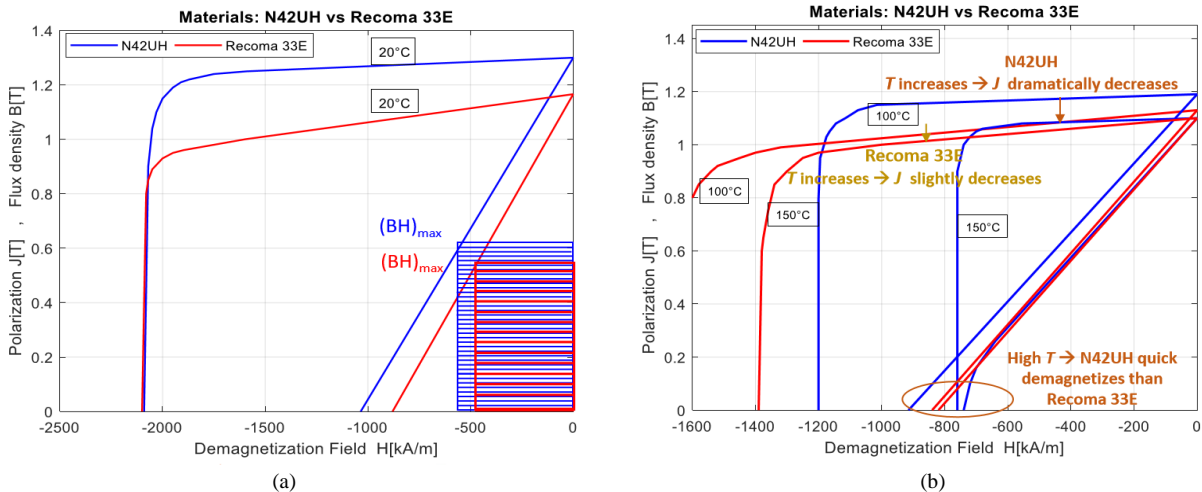 Materials: N42UH vs Recoma 33E
N42UH
Recoma 33E
20°C
20°C
(BH)max
(BH)max
1.4
1.2
1
0.8
0.6
0.4
0.2
0
-2500
-2000
-1500
-1000
-500
0
Polarization J[T] , Flux density B[T]
Demagnetization Field H[kA/m]
(a)
Materials: N42UH vs Recoma 33E
N42UH
Recoma 33E
N42UH
T increases → J dramatically decreases
100°C
Recoma 33E
T increases → J slightly decreases
100°C
150°C
150°C
High T → N42UH quick
demagnetizes than
Recoma 33E
1.4
1.2
1
0.8
0.6
0.4
0.2
0
-1600
-1400
-1200
-1000
-800
-600
-400
-200
0
Polarization J[T] , Flux density B[T]
Demagnetization Field H[kA/m]
(b)